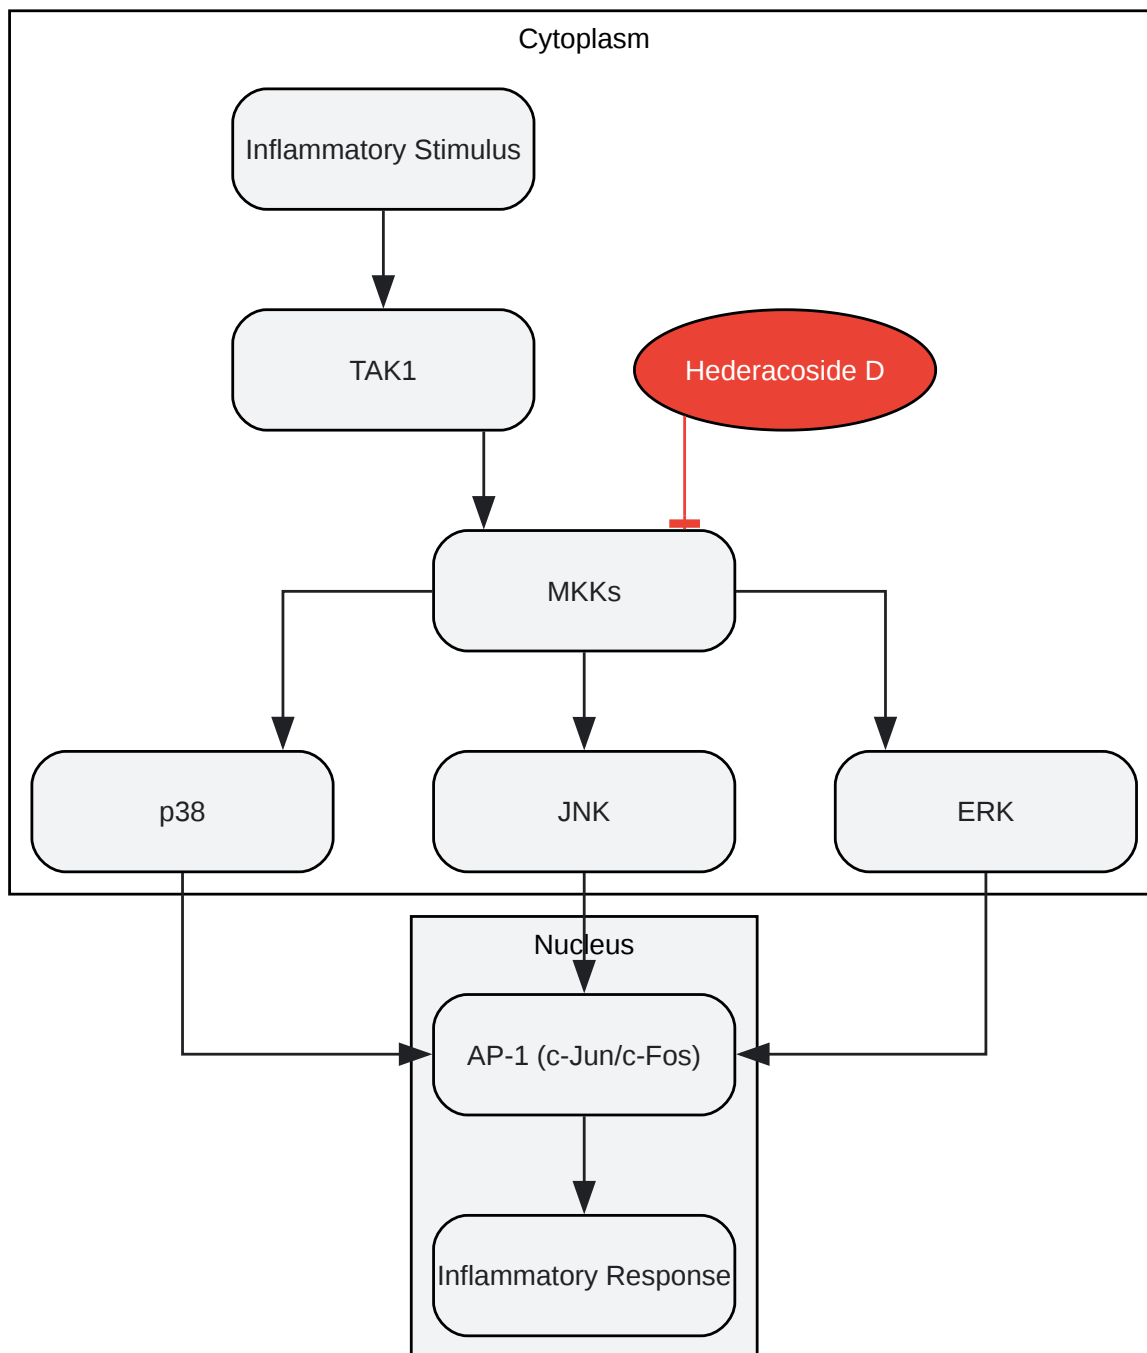 Cytoplasm
Inflammatory Stimulus
TAK1
Hederacoside D
MKKs
p38
JNK
ERK
Nucleus
AP-1 (c-Jun/c-Fos)
Inflammatory Response